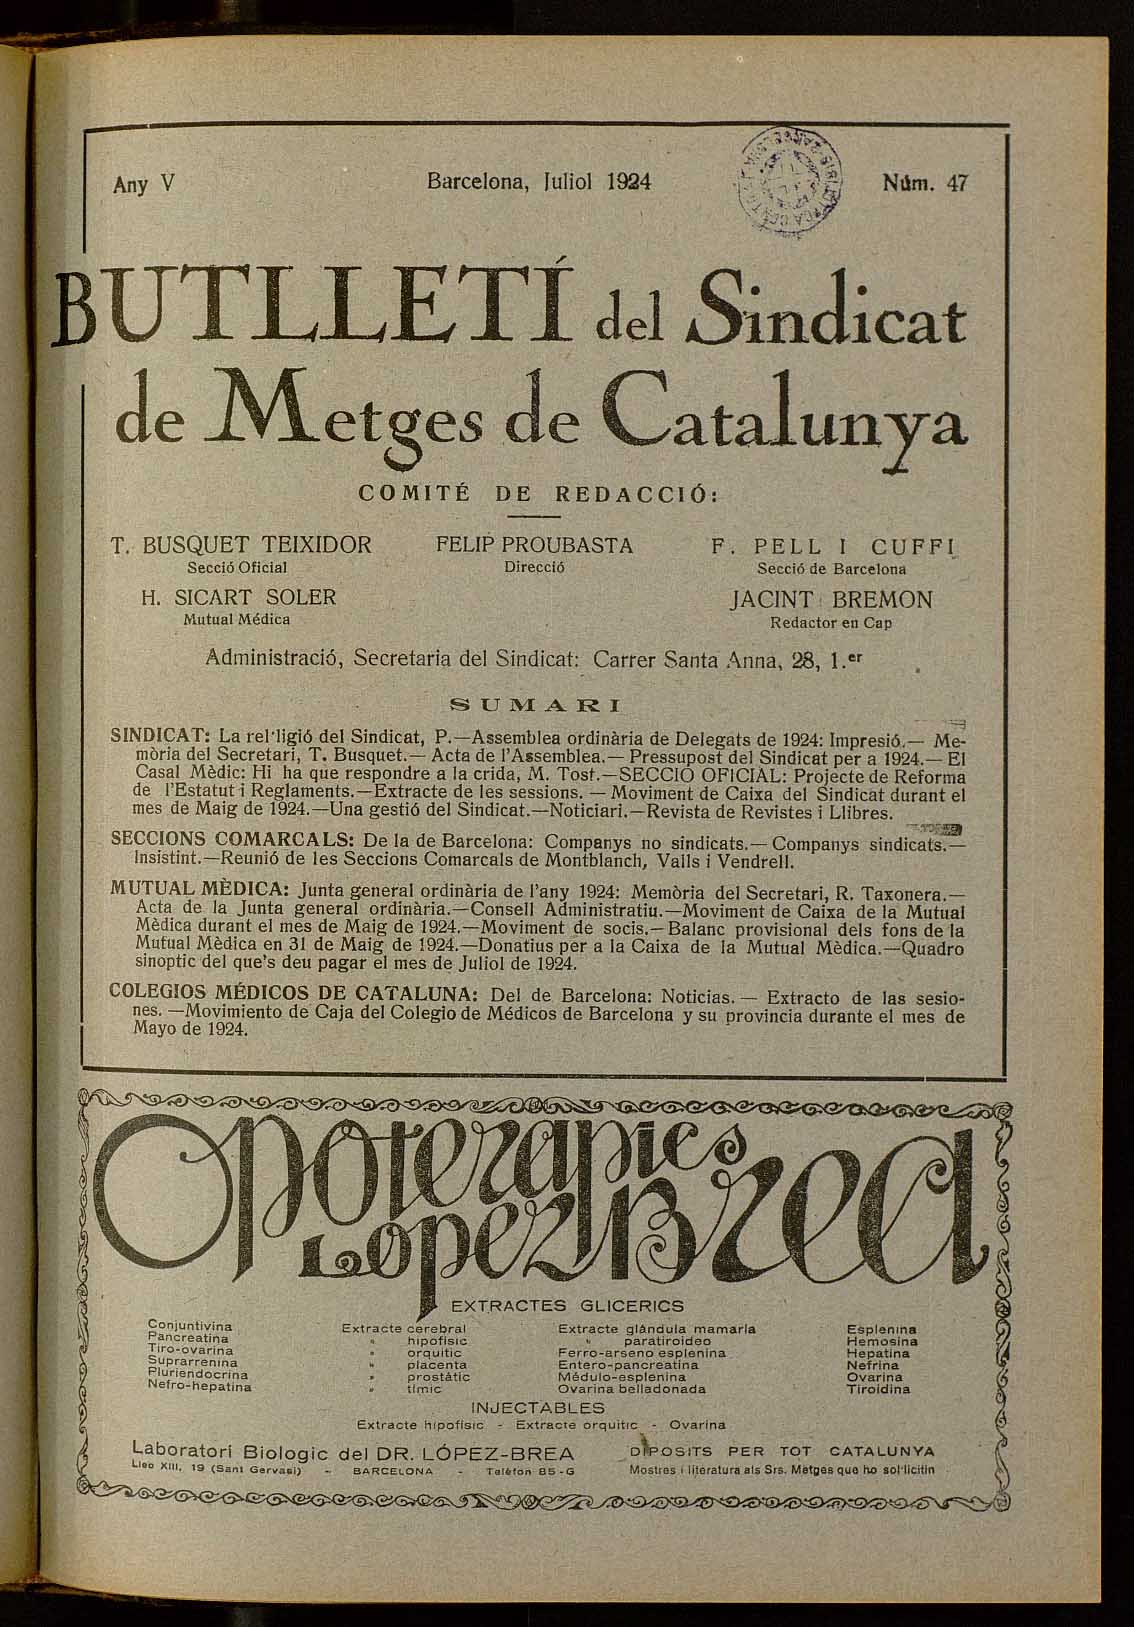 Any V Barcelona, Juliol 1924 Núm. 47
BUTLLETÍ del Sindicat
de Metges de Catalunya
COMITÉ DE REDACCIÓ:
T. BUSQUET TEIXIDOR FELIP PROUBASTA F. PELL I CUFFI
Secció Oficial Direcció Secció de Barcelona
H. SICART SOLER JACINT BREMON
Mutual Médica Redactor en Cap
Administració, Secretaria del Sindicat: Carrer Santa Anna, 28, 1.er
SUMARI
SINDICAT: La rel·ligió del Sindicat, P.—Assemblea ordinària de Delegats de 1924: Impresió.— Me-
mòria del Secretari, T. Busquet.— Acta de l'Assemblea.— Pressupost del Sindicat per a 1924.— El
Casal Mèdic: Hi ha que respondre a la crida, M. Tost.—SECCIO OFICIAL: Projecte de Reforma
de l'Estatut i Reglaments.—Extracte de les sessions. — Moviment de Caixa del Sindicat durant el
mes de Maig de 1924.—Una gestió del Sindicat.—Noticiari.—Revista de Revistes i Llibres.
SECCIONS COMARCALS: De la de Barcelona: Companys no sindicats.— Companys sindicats.—
Insistint.—Reunió de les Seccions Comarcals de Montblanch, Valls i Vendrell.
MUTUAL MÈDICA: Junta general ordinària de l'any 1924: Memòria del Secretari, R. Taxonera.—
Acta de la Junta general ordinària.—Consell Administratiu.—Moviment de Caixa de la Mutual
Mèdica durant el mes de Maig de 1924.—Moviment de socis.—Balanc provisional dels fons de la
Mutual Mèdica en 31 de Maig de 1924.—Donatius per a la Caixa de la Mutual Mèdica.—Quadro
sinoptic del que's deu pagar el mes de Juliol de 1924.
COLEGIOS MÉDICOS DE CATALUNA: Del de Barcelona: Noticias. — Extracto de las sesio-
nes. —Movimiento de Caja del Colegio de Médicos de Barcelona y su provincia durante el mes de
Mayo de 1924.
Opoterapies
Lopez Brea
EXTRACTES GLICERICS
Conjuntivina Extracte cerebral Extracte glàndula mamaria Esplenina
Pancreatina " hipofisic " paratiroideo Hemosina
Tiro-ovarina " orquitic Ferro-arseno esplenina Hepatina
Suprarrenina " placenta Entero-pancreatina Nefrina
Pluriendocrina " prostàtic Mèdulo-esplenina Ovarina
Nefro-hepatina " timic Ovarina belladonada Tiroidina
INJECTABLES
Extracte hipofisic - Extracte orquitic - Ovarina
Laboratori Biologic del DR. LÓPEZ-BREA DIPOSITS PER TOT CATALUNYA
Lleo XIII, 19 (Sant Gervasi) - BARCELONA - Telèfon 85-G Mostres i literatura als Srs. Metges que ho sol·licitin